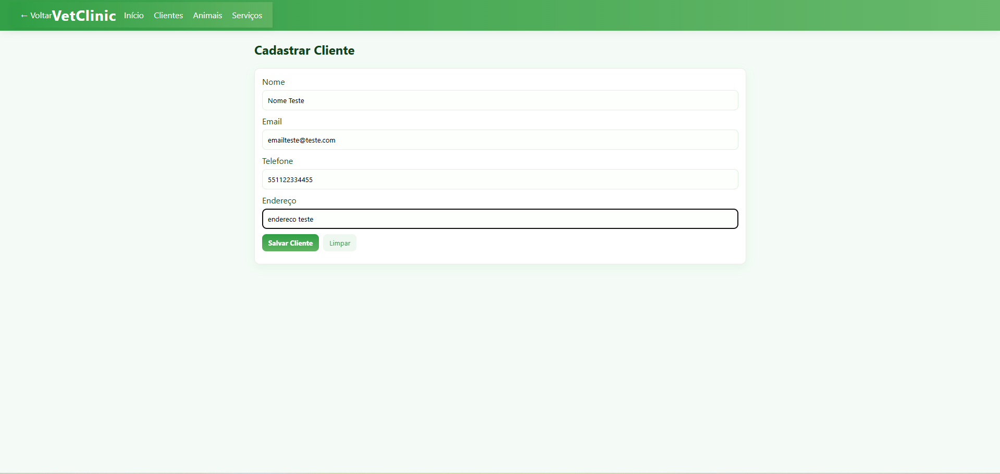 ← Voltar VetClinic Início Clientes Animais Serviços
Cadastrar Cliente
Nome
Nome Teste
Email
emailteste@teste.com
Telefone
551122334455
Endereço
endereco teste
Salvar Cliente Limpar